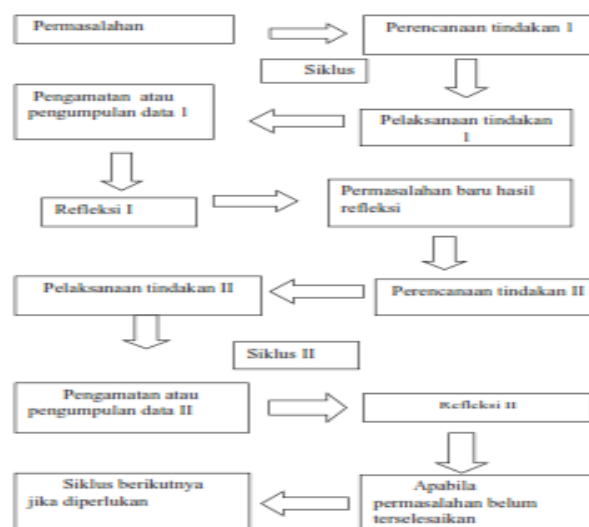 Permasalahan
Perencanaan tindakan 1
Siklus
Pengamatan atau
pengumpulan data 1
Pelaksanaan tindakan
1
Refleksi I
Permasalahan baru hasil
refleksi
Pelaksanaan tindakan II
Perencanaan tindakan II
Siklus II
Pengamatan atau
pengumpulan data II
Refleksi II
Siklus berikutnya
jika diperlukan
Apabila
permasalahan belum
terselesaikan